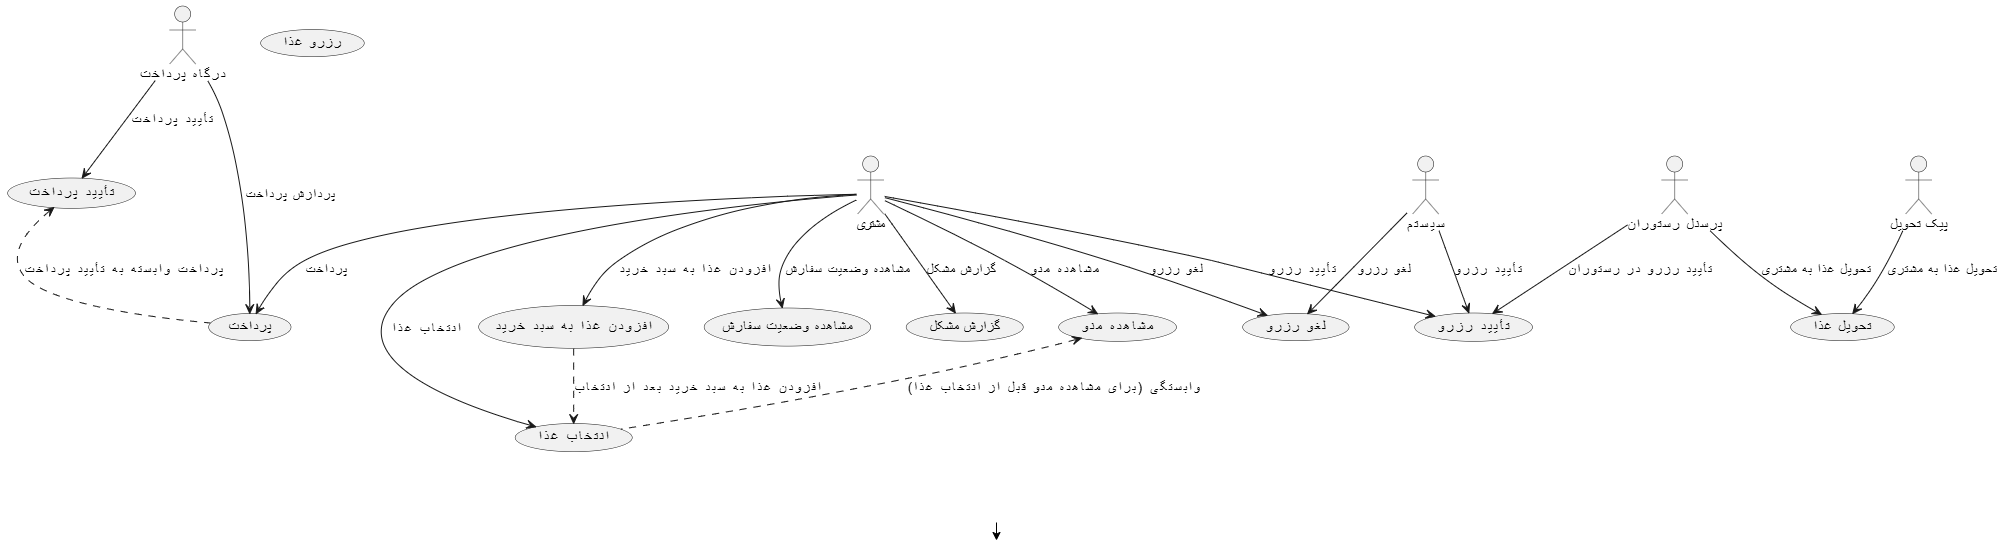 رزرو غذا
درگاه پرداخت
تأیید پرداخت
پردازش پرداخت
تأیید پرداخت
مشتری
سیستم
پرسنل رستوران
پیک تحویل
پرداخت وابسته به تأیید پرداخت
پرداخت
افزودن غذا به سبد خرید
مشاهده وضعیت سفارش
گزارش مشکل
مشاهده منو
لغو رزرو
تأیید رزرو
لغو رزرو
تأیید رزرو
تأیید رزرو در رستوران
تحویل غذا به مشتری
تحویل غذا به مشتری
پرداخت
انتخاب غذا
افزودن غذا به سبد خرید
مشاهده وضعیت سفارش
گزارش مشکل
مشاهده منو
لغو رزرو
تأیید رزرو
تحویل غذا
افزودن غذا به سبد خرید بعد از انتخاب
وابستگی (برای مشاهده منو قبل از انتخاب غذا)
انتخاب غذا